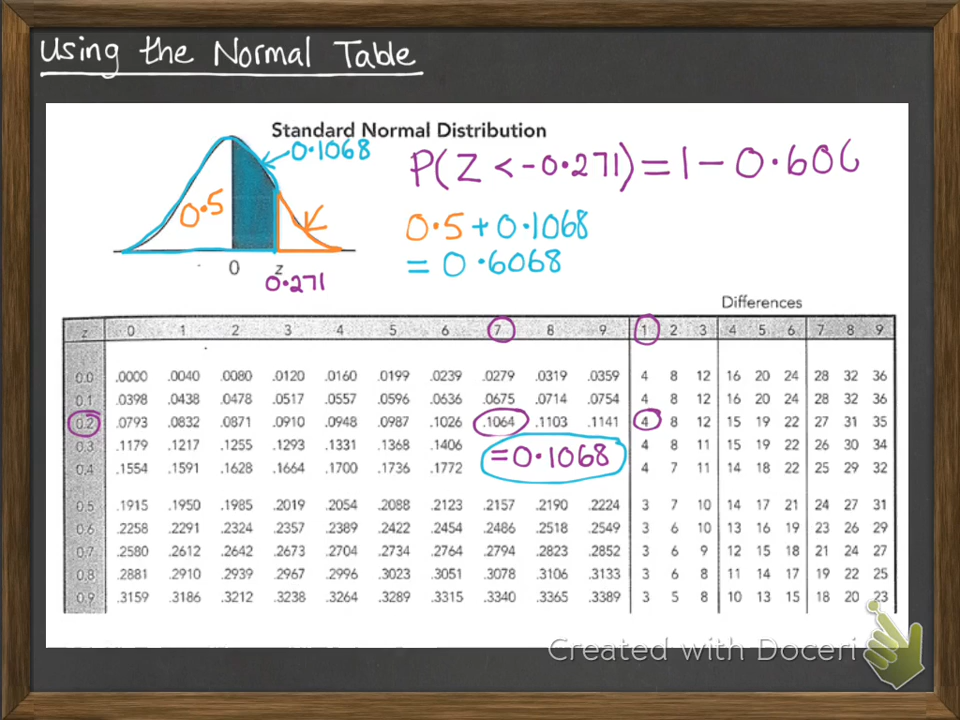 Using the Normal Table
Standard Normal Distribution
0.1068
0.5
0 z
0.271
P(Z < -0.271) = 1 - 0.606
0.5 + 0.1068
= 0.6068
Differences
z 0 1 2 3 4 5 6 7 8 9 1 2 3 4 5 6 7 8 9
0.0 .0000 .0040 .0080 .0120 .0160 .0199 .0239 .0279 .0319 .0359 4 8 12 16 20 24 28 32 36
0.1 .0398 .0438 .0478 .0517 .0557 .0596 .0636 .0675 .0714 .0754 4 8 12 16 20 24 28 32 36
0.2 .0793 .0832 .0871 .0910 .0948 .0987 .1026 .1064 .1103 .1141 4 8 12 15 19 22 27 31 35
0.3 .1179 .1217 .1255 .1293 .1331 .1368 .1406 4 8 11 15 19 22 26 30 34
= 0.1068
0.4 .1554 .1591 .1628 .1664 .1700 .1736 .1772 4 7 11 14 18 22 25 29 32
0.5 .1915 .1950 .1985 .2019 .2054 .2088 .2123 .2157 .2190 .2224 3 7 10 14 17 21 24 27 31
0.6 .2258 .2291 .2324 .2357 .2389 .2422 .2454 .2486 .2518 .2549 3 6 10 13 16 19 23 26 29
0.7 .2580 .2612 .2642 .2673 .2704 .2734 .2764 .2794 .2823 .2852 3 6 9 12 15 18 21 24 27
0.8 .2881 .2910 .2939 .2967 .2996 .3023 .3051 .3078 .3106 .3133 3 6 8 11 14 17 19 22 25
0.9 .3159 .3186 .3212 .3238 .3264 .3289 .3315 .3340 .3365 .3389 3 5 8 10 13 15 18 20 23
Created with Doceri